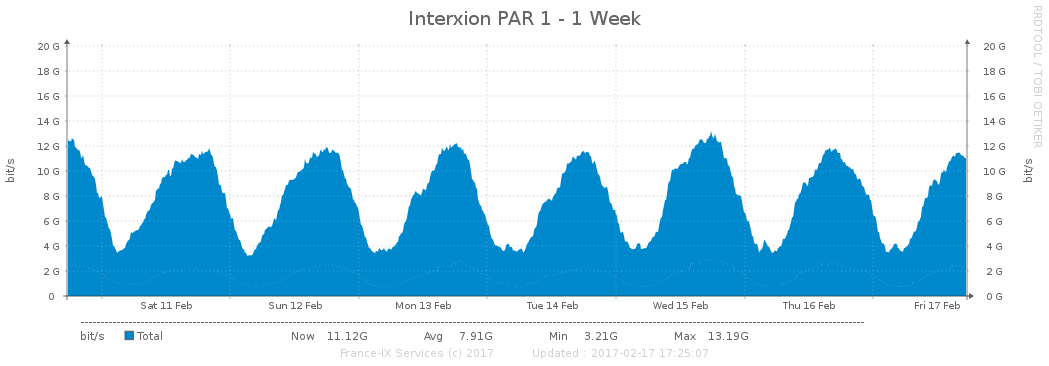 Interxion PAR 1 - 1 Week
RRDTOOL / TOBI OETIKER
bit/s
20 G 20 G
18 G 18 G
16 G 16 G
14 G 14 G
12 G 12 G
10 G 10 G
8 G 8 G
6 G 6 G
4 G 4 G
2 G 2 G
0 0 G
bit/s
Sat 11 Feb Sun 12 Feb Mon 13 Feb Tue 14 Feb Wed 15 Feb Thu 16 Feb Fri 17 Feb
bit/s Total Now 11.12G Avg 7.91G Min 3.21G Max 13.19G
France-IX Services (c) 2017 Updated : 2017-02-17 17:25:07